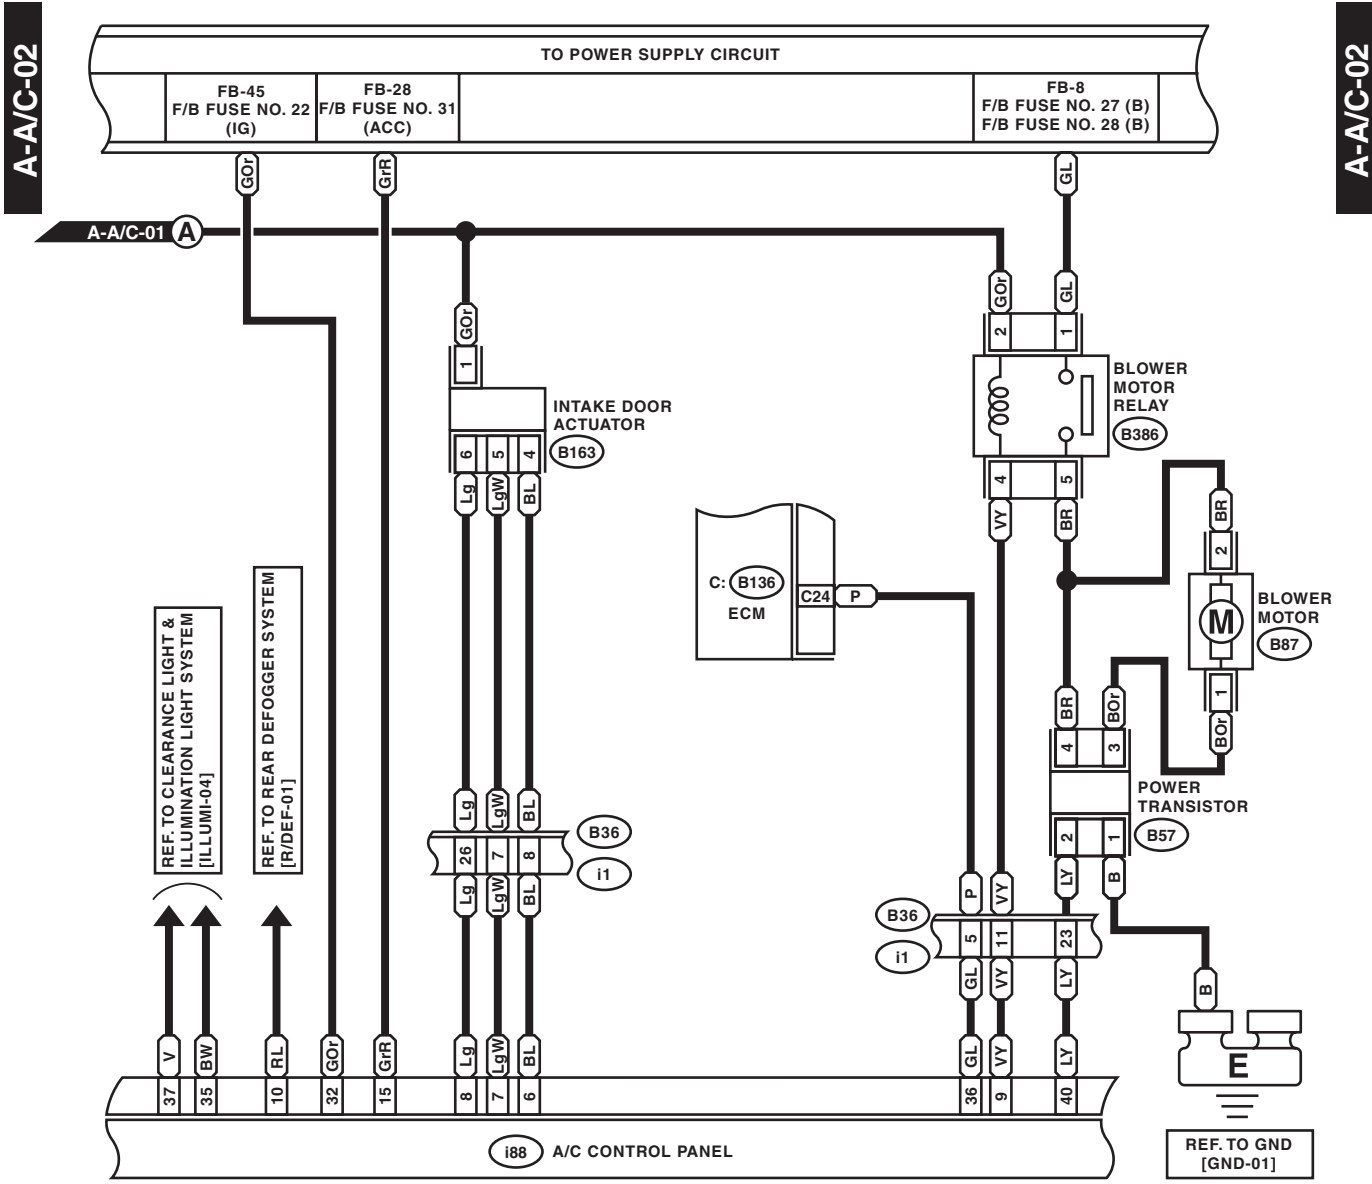 A-A/C-02
A-A/C-02
TO POWER SUPPLY CIRCUIT
FB-45
F/B FUSE NO. 22
(IG)
FB-28
F/B FUSE NO. 31
(ACC)
FB-8
F/B FUSE NO. 27 (B)
F/B FUSE NO. 28 (B)
GOr
GrR
GL
A-A/C-01
A
GOr
GOr
GL
1
2
1
INTAKE DOOR
ACTUATOR
B163
6
5
4
Lg
LgW
BL
BLOWER
MOTOR
RELAY
B386
4
5
VY
BR
BR
2
C: B136
ECM
C24
P
M
BLOWER
MOTOR
B87
1
BOr
BR
BOr
4
3
POWER
TRANSISTOR
B57
2
1
LY
B
REF. TO CLEARANCE LIGHT &
ILLUMINATION LIGHT SYSTEM
[ILLUMI-04]
REF. TO REAR DEFOGGER SYSTEM
[R/DEF-01]
Lg
LgW
BL
26
7
8
B36
i1
Lg
LgW
BL
P
VY
B36
i1
5
11
23
GL
VY
LY
B
E
REF. TO GND
[GND-01]
V
BW
RL
GOr
GrR
Lg
LgW
BL
GL
VY
LY
37
35
10
32
15
8
7
6
36
9
40
i88 A/C CONTROL PANEL